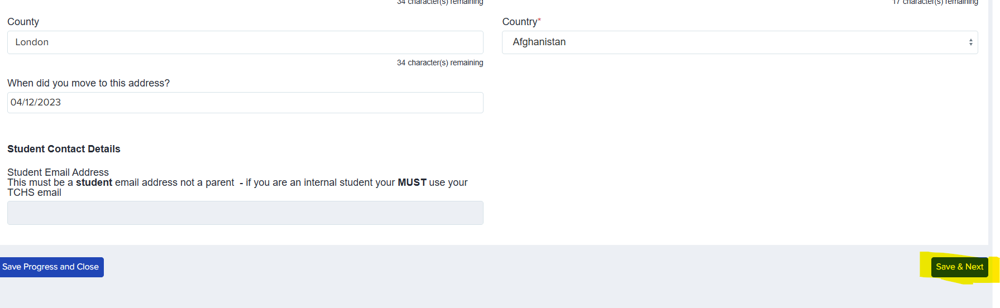 34 character(s) remaining
17 character(s) remaining
County
Country*
London
Afghanistan
34 character(s) remaining
When did you move to this address?
04/12/2023
Student Contact Details
Student Email Address
This must be a student email address not a parent  - if you are an internal student your MUST use your
TCHS email
Save Progress and Close
Save & Next